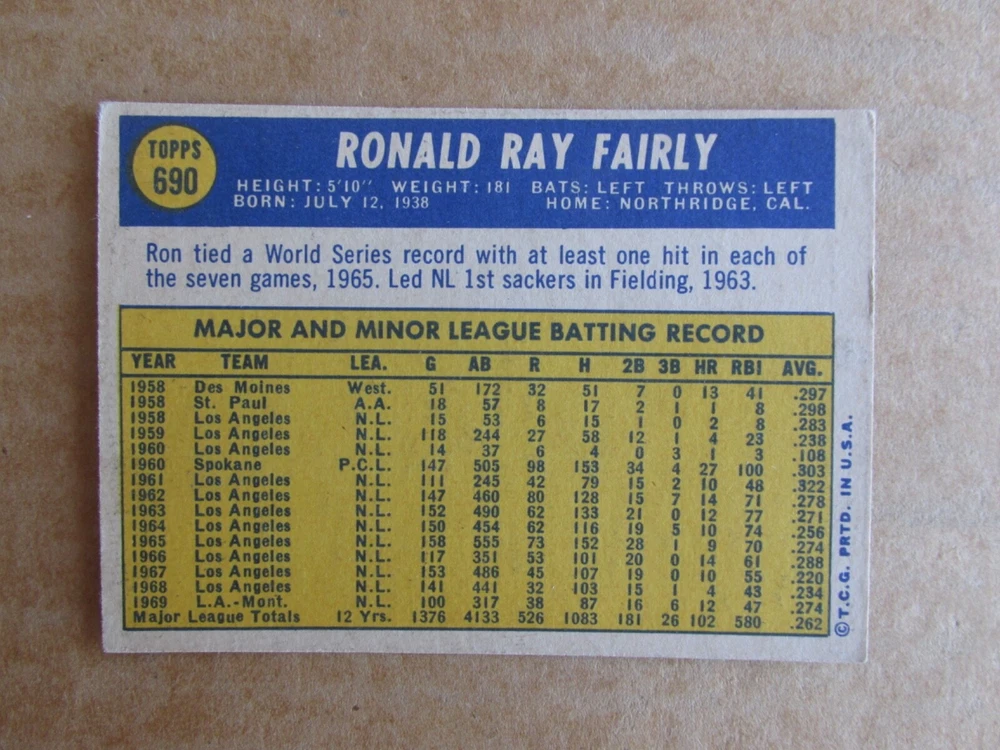 TOPPS
690
RONALD RAY FAIRLY
HEIGHT: 5'10" WEIGHT: 181 BATS: LEFT THROWS: LEFT
BORN: JULY 12, 1938 HOME: NORTHRIDGE, CAL.
Ron tied a World Series record with at least one hit in each of
the seven games, 1965. Led NL 1st sackers in Fielding, 1963.
MAJOR AND MINOR LEAGUE BATTING RECORD
YEAR TEAM LEA. G AB R H 2B 3B HR RBI AVG.
1958 Des Moines West. 51 172 32 51 7 0 13 41 .297
1958 St. Paul A.A. 18 57 8 17 2 1 1 8 .298
1958 Los Angeles N.L. 15 53 6 15 1 0 2 8 .283
1959 Los Angeles N.L. 118 244 27 58 12 1 4 23 .238
1960 Los Angeles N.L. 14 37 6 4 0 3 1 3 .108
1960 Spokane P.C.L. 147 505 98 153 34 4 27 100 .303
1961 Los Angeles N.L. 111 245 42 79 15 2 10 48 .322
1962 Los Angeles N.L. 147 460 80 128 15 7 14 71 .278
1963 Los Angeles N.L. 152 490 62 133 21 0 12 77 .271
1964 Los Angeles N.L. 150 454 62 116 19 5 10 74 .256
1965 Los Angeles N.L. 158 555 73 152 28 1 9 70 .274
1966 Los Angeles N.L. 117 351 53 101 20 0 14 61 .288
1967 Los Angeles N.L. 153 486 45 107 19 0 10 55 .220
1968 Los Angeles N.L. 141 441 32 103 15 1 4 43 .234
1969 L.A.-Mont. N.L. 100 317 38 87 16 6 12 47 .274
Major League Totals 12 Yrs. 1376 4133 526 1083 181 26 102 580 .262
© T.C.G. PRTD. IN U.S.A.